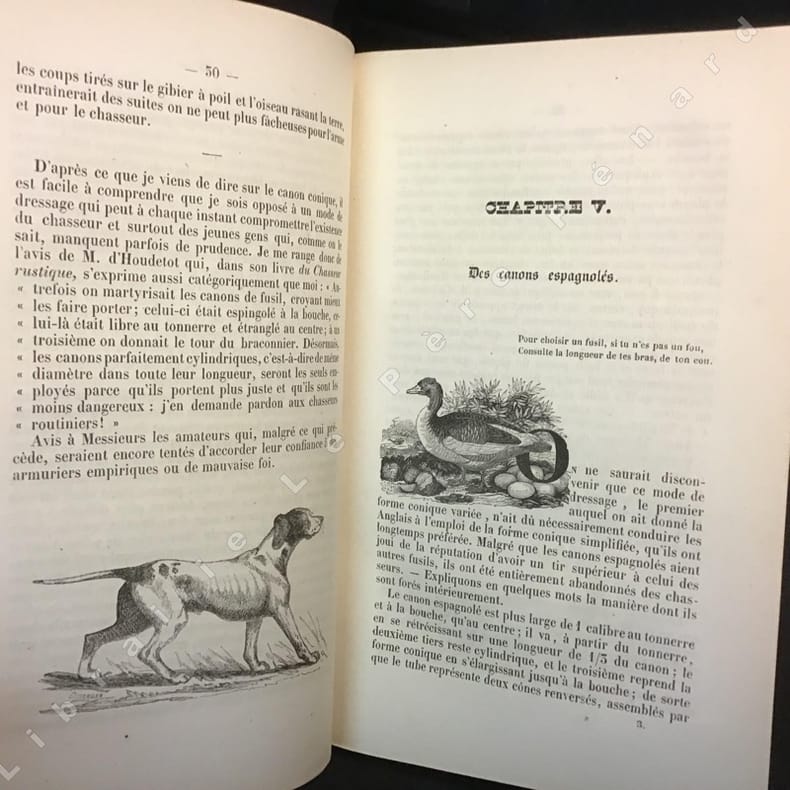 — 50 —
les coups tirés sur le gibier à poil et l'oiseau rasant la terre,
entraînerait des suites on ne peut plus fâcheuses pour l'arme
et pour le chasseur.
D'après ce que je viens de dire sur le canon conique, il
est facile à comprendre que je sois opposé à un mode de
dressage qui peut à chaque instant compromettre l'existence
du chasseur et surtout des jeunes gens qui, comme on le
sait, manquent parfois de prudence. Je me range donc de
l'avis de M. d'Houdetot qui, dans son livre du Chasseur
rustique, s'exprime aussi catégoriquement que moi : « Au-
« trefois on martyrisait les canons de fusil, croyant mieux
« les faire porter; celui-ci était espingolé à la bouche, ce-
« lui-là était libre au tonnerre et étranglé au centre; à un
« troisième on donnait le tour du braconnier. Désormais,
« les canons parfaitement cylindriques, c'est-à-dire de même
« diamètre dans toute leur longueur, seront les seuls em-
« ployés parce qu'ils portent plus juste et qu'ils sont les
« moins dangereux : j'en demande pardon aux chasseurs
« routiniers! »
Avis à Messieurs les amateurs qui, malgré ce qui pré-
cède, seraient encore tentés d'accorder leur confiance à des
armuriers empiriques ou de mauvaise foi.
CHAPITRE V.
Des canons espagnolés.
Pour choisir un fusil, si tu n'es pas un fou,
Consulte la longueur de tes bras, de ton cou.
ON ne saurait discon-
venir que ce mode de
dressage, le premier
auquel on ait donné la
forme conique variée, n'ait dû nécessairement conduire les
Anglais à l'emploi de la forme conique simplifiée, qu'ils ont
longtemps préférée. Malgré que les canons espagnolés aient
joui de la réputation d'avoir un tir supérieur à celui des
autres fusils, ils ont été entièrement abandonnés des chas-
seurs. — Expliquons en quelques mots la manière dont ils
sont forés intérieurement.
Le canon espagnolé est plus large de 1 calibre au tonnerre
et à la bouche, qu'au centre; il va, à partir du tonnerre,
en se rétrécissant sur une longueur de 1/3 du canon; le
deuxième tiers reste cylindrique, et le troisième reprend la
forme conique en s'élargissant jusqu'à la bouche; de sorte
que le tube représente deux cônes renversés, assemblés par
3.
Librairie Le Père Pénard